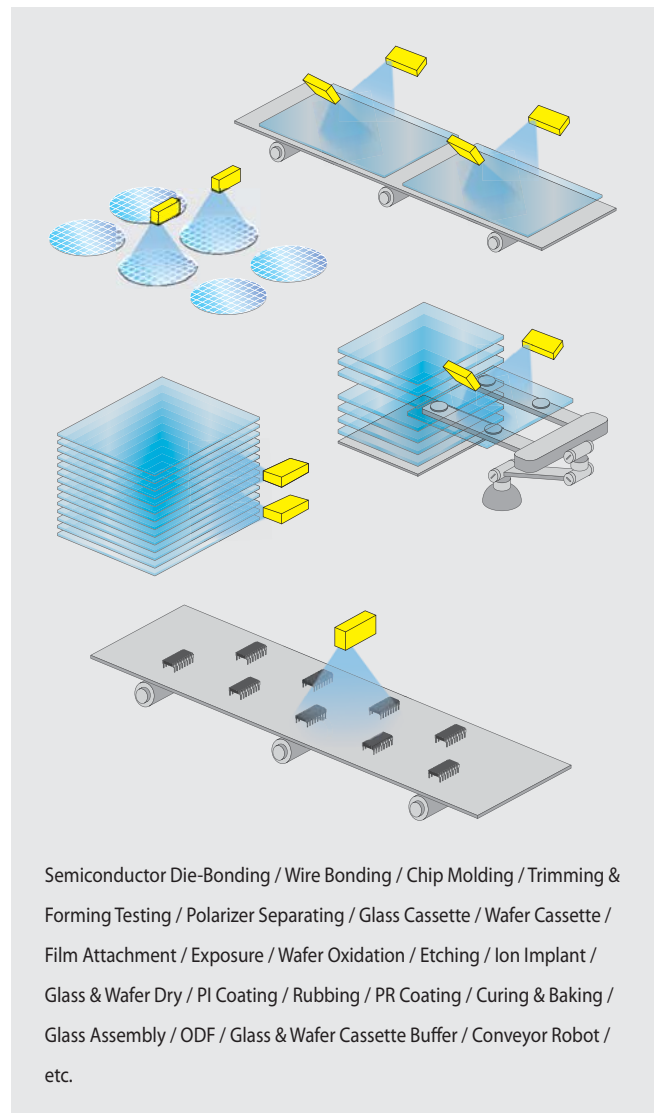 Semiconductor Die-Bonding / Wire Bonding / Chip Molding / Trimming &
Forming Testing / Polarizer Separating / Glass Cassette / Wafer Cassette /
Film Attachment / Exposure / Wafer Oxidation / Etching / Ion Implant /
Glass & Wafer Dry / PI Coating / Rubbing / PR Coating / Curing & Baking /
Glass Assembly / ODF / Glass & Wafer Cassette Buffer / Conveyor Robot /
etc.